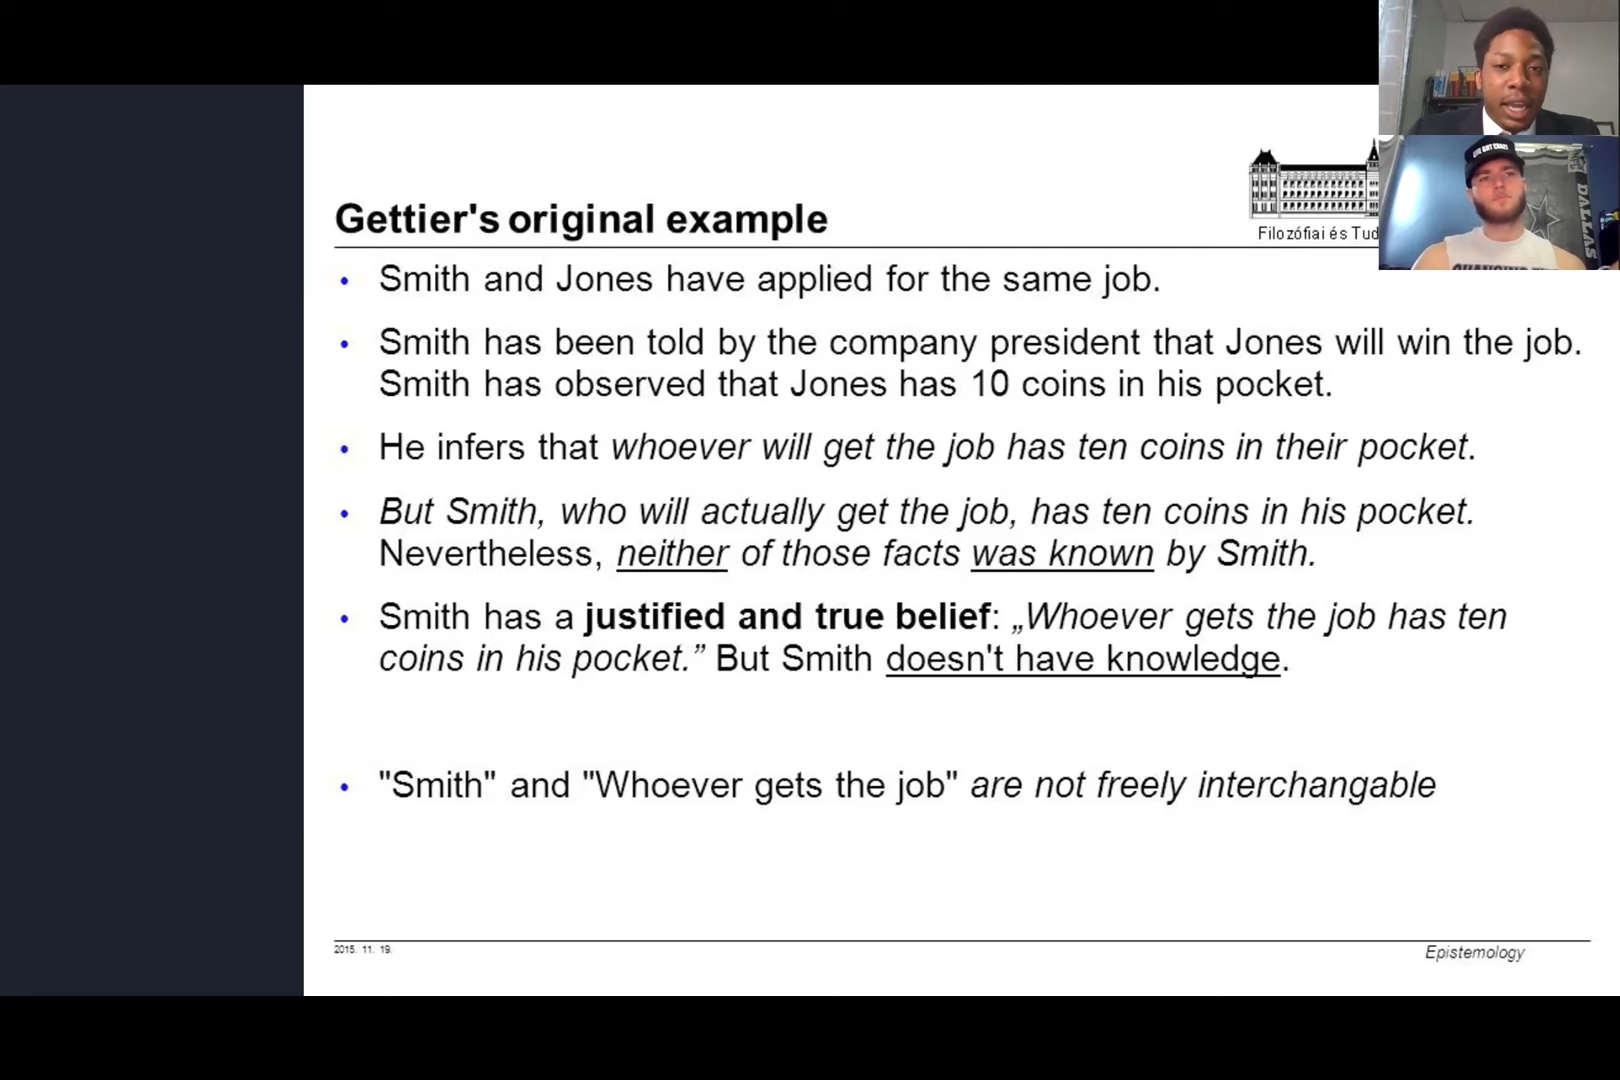 Gettier's original example
Filozófiai és Tud
Smith and Jones have applied for the same job.
Smith has been told by the company president that Jones will win the job.
Smith has observed that Jones has 10 coins in his pocket.
He infers that whoever will get the job has ten coins in their pocket.
But Smith, who will actually get the job, has ten coins in his pocket.
Nevertheless, neither of those facts was known by Smith.
Smith has a justified and true belief: „Whoever gets the job has ten
coins in his pocket.” But Smith doesn't have knowledge.
"Smith" and "Whoever gets the job" are not freely interchangable
2015. 11. 19.
Epistemology
DALLAS